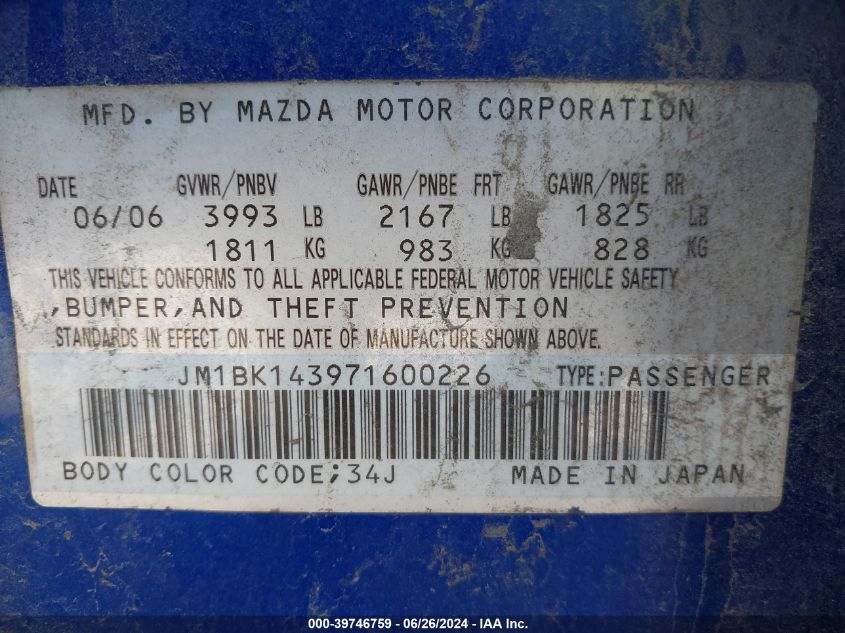 MFD. BY MAZDA MOTOR CORPORATION
DATE GVWR/PNBV GAWR/PNBE FRT GAWR/PNBE RR
06/06 3993 LB 2167 LB 1825 LB
1811 KG 983 KG 828 KG
THIS VEHICLE CONFORMS TO ALL APPLICABLE FEDERAL MOTOR VEHICLE SAFETY
,BUMPER,AND THEFT PREVENTION
STANDARDS IN EFFECT ON THE DATE OF MANUFACTURE SHOWN ABOVE.
JM1BK143971600226 TYPE:PASSENGER
BODY COLOR CODE;34J MADE IN JAPAN
000-39746759 - 06/26/2024 - IAA Inc.